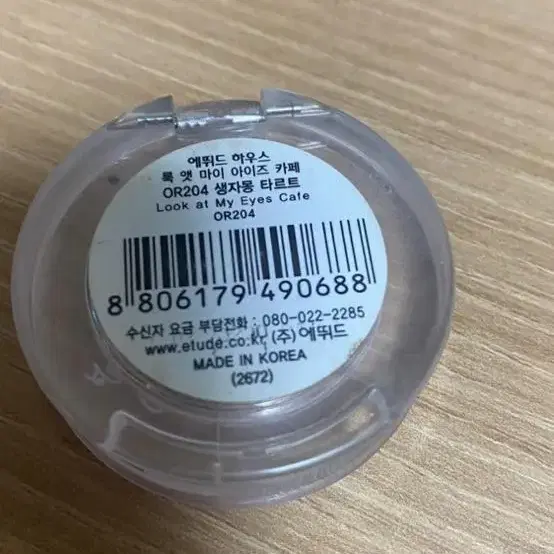 에뛰드 하우스
룩 앳 마이 아이즈 카페
OR204 생자몽 타르트
Look at My Eyes Cafe
OR204
8 806179 490688
수신자 요금 부담전화 : 080-022-2285
www.etude.co.kr (주) 에뛰드
MADE IN KOREA
(2672)